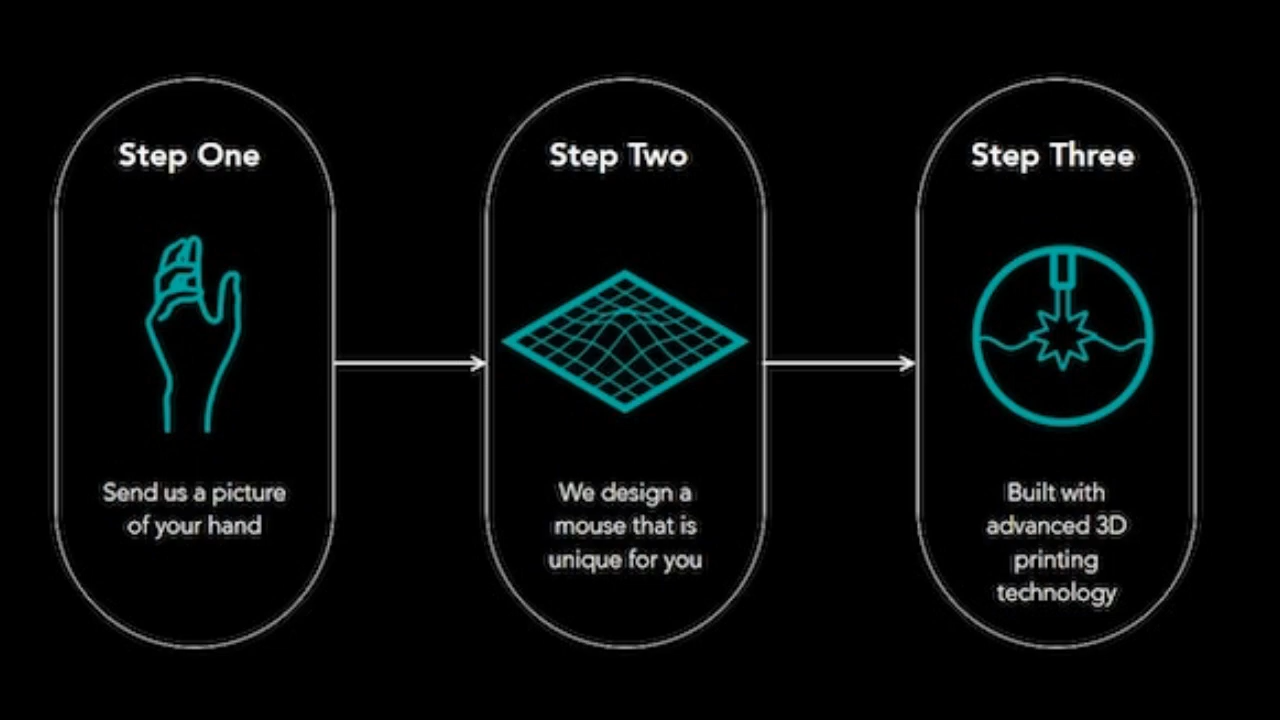 Step One
Send us a picture
of your hand
Step Two
We design a
mouse that is
unique for you
Step Three
Built with
advanced 3D
printing
technology